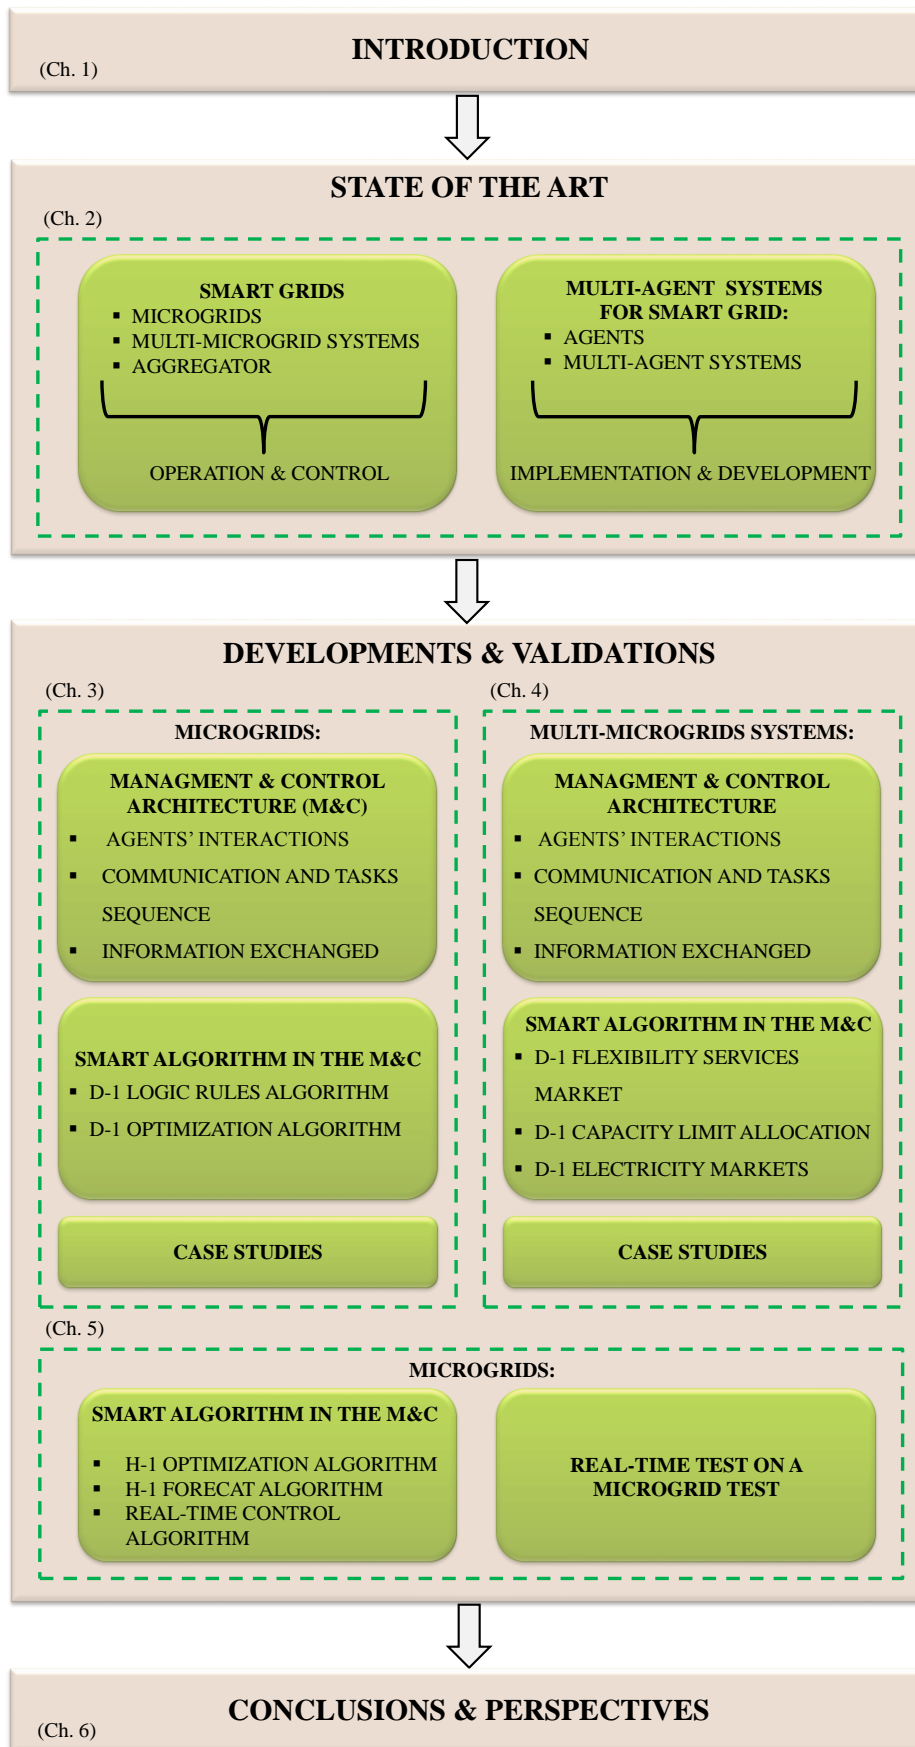 INTRODUCTION
(Ch. 1)
STATE OF THE ART
(Ch. 2)
SMART GRIDS
▪ MICROGRIDS
▪ MULTI-MICROGRID SYSTEMS
▪ AGGREGATOR
OPERATION & CONTROL
MULTI-AGENT SYSTEMS
FOR SMART GRID:
▪ AGENTS
▪ MULTI-AGENT SYSTEMS
IMPLEMENTATION & DEVELOPMENT
DEVELOPMENTS & VALIDATIONS
(Ch. 3)
MICROGRIDS:
MANAGMENT & CONTROL
ARCHITECTURE (M&C)
▪ AGENTS' INTERACTIONS
▪ COMMUNICATION AND TASKS
SEQUENCE
▪ INFORMATION EXCHANGED
SMART ALGORITHM IN THE M&C
▪ D-1 LOGIC RULES ALGORITHM
▪ D-1 OPTIMIZATION ALGORITHM
CASE STUDIES
(Ch. 4)
MULTI-MICROGRIDS SYSTEMS:
MANAGMENT & CONTROL
ARCHITECTURE
▪ AGENTS' INTERACTIONS
▪ COMMUNICATION AND TASKS
SEQUENCE
▪ INFORMATION EXCHANGED
SMART ALGORITHM IN THE M&C
▪ D-1 FLEXIBILITY SERVICES
MARKET
▪ D-1 CAPACITY LIMIT ALLOCATION
▪ D-1 ELECTRICITY MARKETS
CASE STUDIES
(Ch. 5)
MICROGRIDS:
SMART ALGORITHM IN THE M&C
▪ H-1 OPTIMIZATION ALGORITHM
▪ H-1 FORECAT ALGORITHM
▪ REAL-TIME CONTROL
ALGORITHM
REAL-TIME TEST ON A
MICROGRID TEST
CONCLUSIONS & PERSPECTIVES
(Ch. 6)